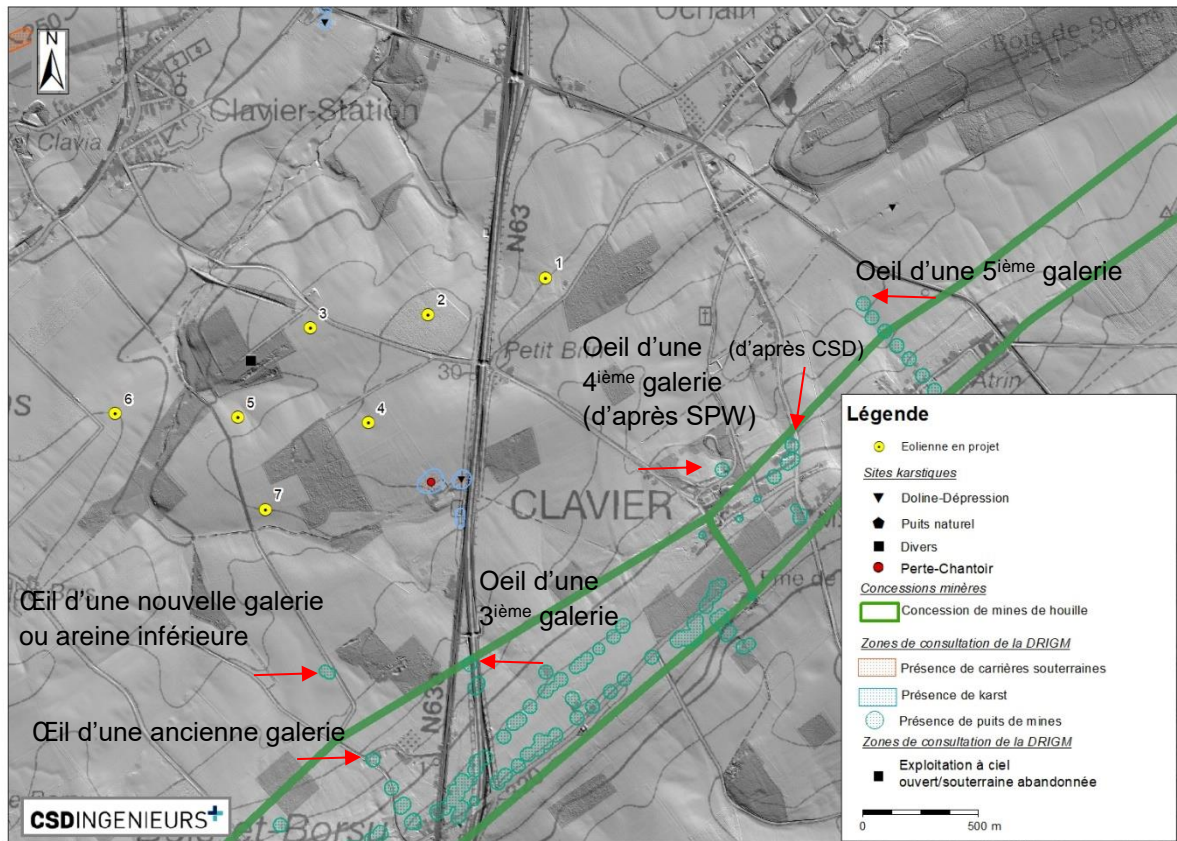 250
N
Ochain
Bois de Sogna
Clavier-Station
Clavia
N63
1
2
3
Oeil d'une 5ième galerie
Petit Brin
30
Oeil d'une
4ième galerie
(d'après SPW)
(d'après CSD)
Atrin
6
5
4
7
CLAVIER
Œil d'une nouvelle galerie
ou areine inférieure
Oeil d'une
3ième galerie
Œil d'une ancienne galerie
N63
CSDINGENIEURS+
Légende
Eolienne en projet
Sites karstiques
Doline-Dépression
Puits naturel
Divers
Perte-Chantoir
Concessions minères
Concession de mines de houille
Zones de consultation de la DRIGM
Présence de carrières souterraines
Présence de karst
Présence de puits de mines
Zones de consultation de la DRIGM
Exploitation à ciel
ouvert/souterraine abandonnée
0
500 m